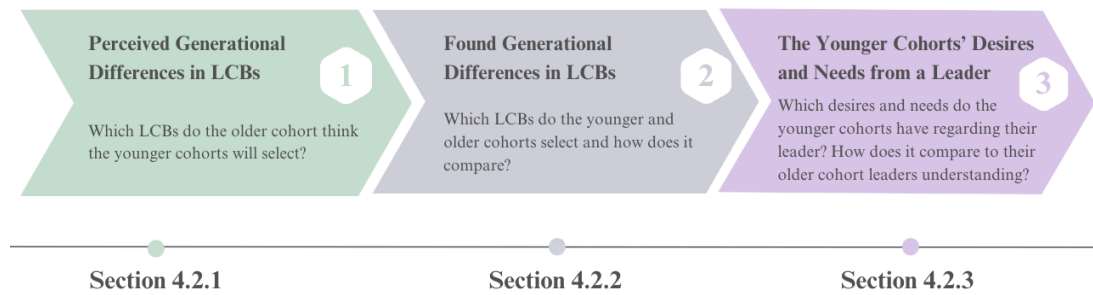 Perceived Generational
Differences in LCBs
1
Which LCBs do the older cohort think
the younger cohorts will select?
Found Generational
Differences in LCBs
2
Which LCBs do the younger and
older cohorts select and how does it
compare?
The Younger Cohorts’ Desires
and Needs from a Leader
3
Which desires and needs do the
younger cohorts have regarding their
leader? How does it compare to their
older cohort leaders understanding?
Section 4.2.1
Section 4.2.2
Section 4.2.3